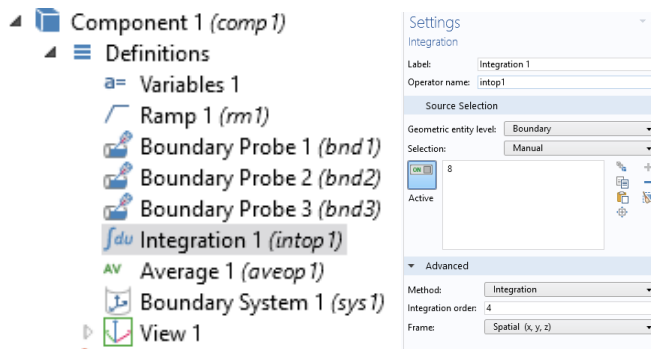 Component 1 (comp1)
Definitions
a= Variables 1
Ramp 1 (rm1)
Boundary Probe 1 (bnd1)
Boundary Probe 2 (bnd2)
Boundary Probe 3 (bnd3)
∫du Integration 1 (intop1)
AV Average 1 (aveop1)
Boundary System 1 (sys1)
View 1
Settings
Integration
Label: Integration 1
Operator name: intop1
Source Selection
Geometric entity level: Boundary
Selection: Manual
ON 8
Active
Advanced
Method: Integration
Integration order: 4
Frame: Spatial (x, y, z)